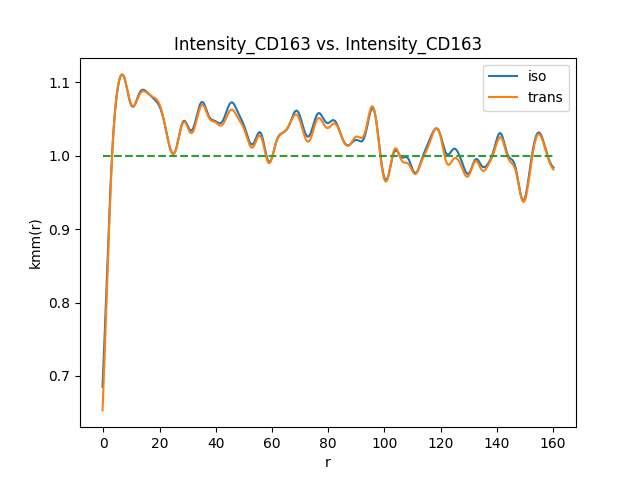 Intensity_CD163 vs. Intensity_CD163
iso
trans
1.1
1.0
0.9
0.8
0.7
kmm(r)
0 20 40 60 80 100 120 140 160
r